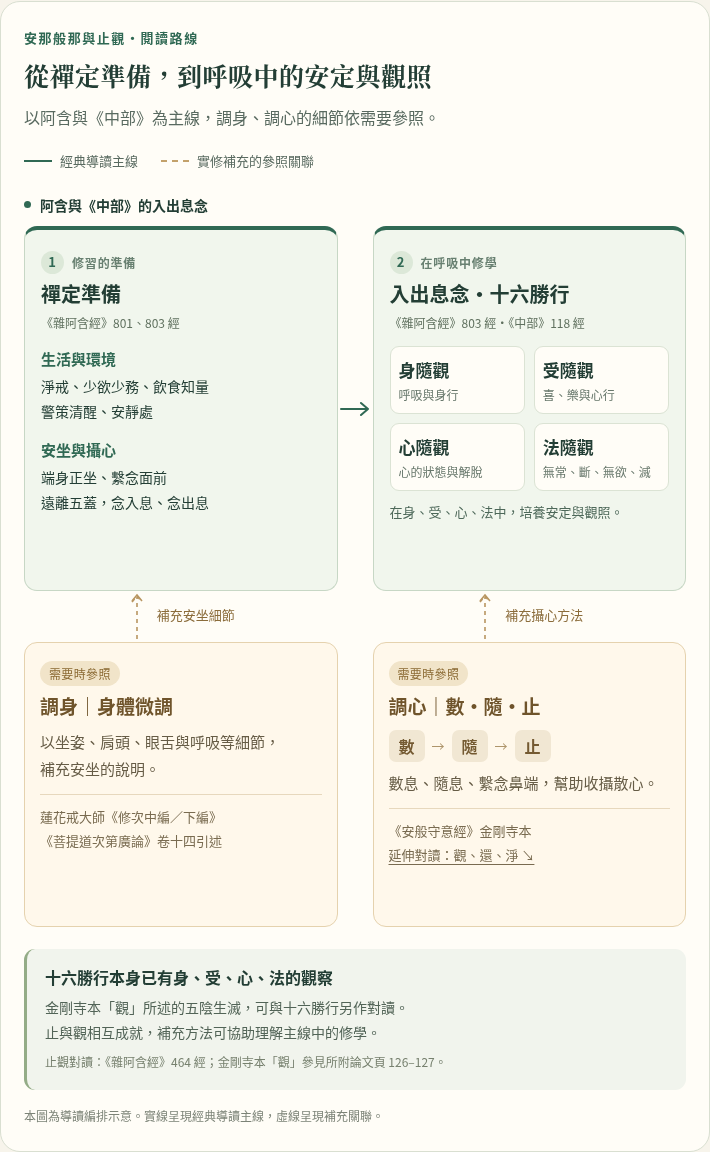 安那般那與止觀・閱讀路線
從禪定準備，到呼吸中的安定與觀照
以阿含與《中部》為主線，調身、調心的細節依需要參照。
經典導讀主線
實修補充的參照關聯
阿含與《中部》的入出息念
1 修習的準備
禪定準備
《雜阿含經》801、803 經
生活與環境
淨戒、少欲少務、飲食知量
警策清醒、安靜處
安坐與攝心
端身正坐、繫念面前
遠離五蓋，念入息、念出息
2 在呼吸中修學
入出息念・十六勝行
《雜阿含經》803 經・《中部》118 經
身隨觀
呼吸與身行
受隨觀
喜、樂與心行
心隨觀
心的狀態與解脫
法隨觀
無常、斷、無欲、滅
在身、受、心、法中，培養安定與觀照。
補充安坐細節
補充攝心方法
需要時參照
調身｜身體微調
以坐姿、肩頭、眼舌與呼吸等細節，
補充安坐的說明。
蓮花戒大師《修次中編／下編》
《菩提道次第廣論》卷十四引述
需要時參照
調心｜數・隨・止
數 → 隨 → 止
數息、隨息、繫念鼻端，幫助收攝散心。
《安般守意經》金剛寺本
延伸對讀：觀、還、淨 ↘
十六勝行本身已有身、受、心、法的觀察
金剛寺本「觀」所述的五陰生滅，可與十六勝行另作對讀。
止與觀相互成就，補充方法可協助理解主線中的修學。
止觀對讀：《雜阿含經》464 經；金剛寺本「觀」參見所附論文頁 126–127。
本圖為導讀編排示意。實線呈現經典導讀主線，虛線呈現補充關聯。